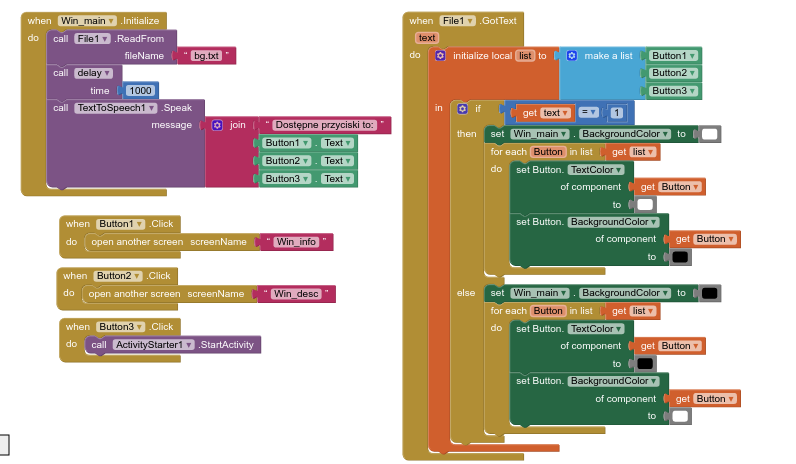 when Win_main .Initialize
do call File1 .ReadFrom
fileName " bg.txt "
call delay
time 1000
call TextToSpeech1 .Speak
message join " Dostępne przyciski to: "
Button1 . Text
Button2 . Text
Button3 . Text
when Button1 .Click
do open another screen screenName " Win_info "
when Button2 .Click
do open another screen screenName " Win_desc "
when Button3 .Click
do call ActivityStarter1 .StartActivity
when File1 .GotText
text
do initialize local list to make a list Button1
Button2
Button3
in if get text = 1
then set Win_main . BackgroundColor to
for each Button in list get list
do set Button. TextColor
of component get Button
to
set Button. BackgroundColor
of component get Button
to
else set Win_main . BackgroundColor to
for each Button in list get list
do set Button. TextColor
of component get Button
to
set Button. BackgroundColor
of component get Button
to